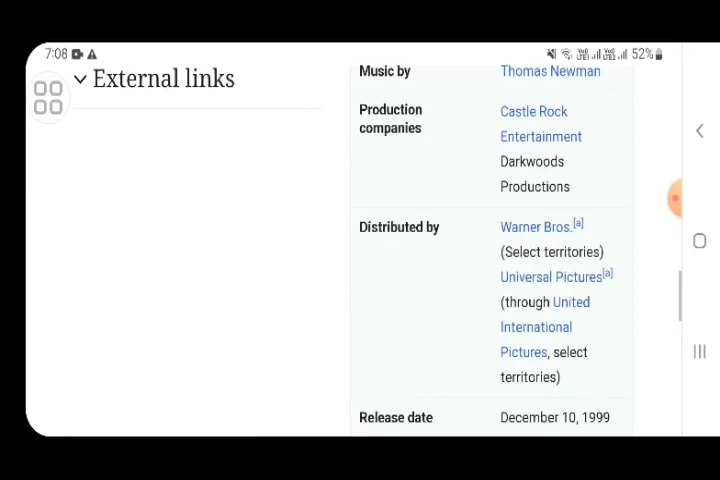 7:08
52%
External links
Music by
Thomas Newman
Production
companies
Castle Rock
Entertainment
Darkwoods
Productions
Distributed by
Warner Bros.[a]
(Select territories)
Universal Pictures[a]
(through United
International
Pictures, select
territories)
Release date
December 10, 1999